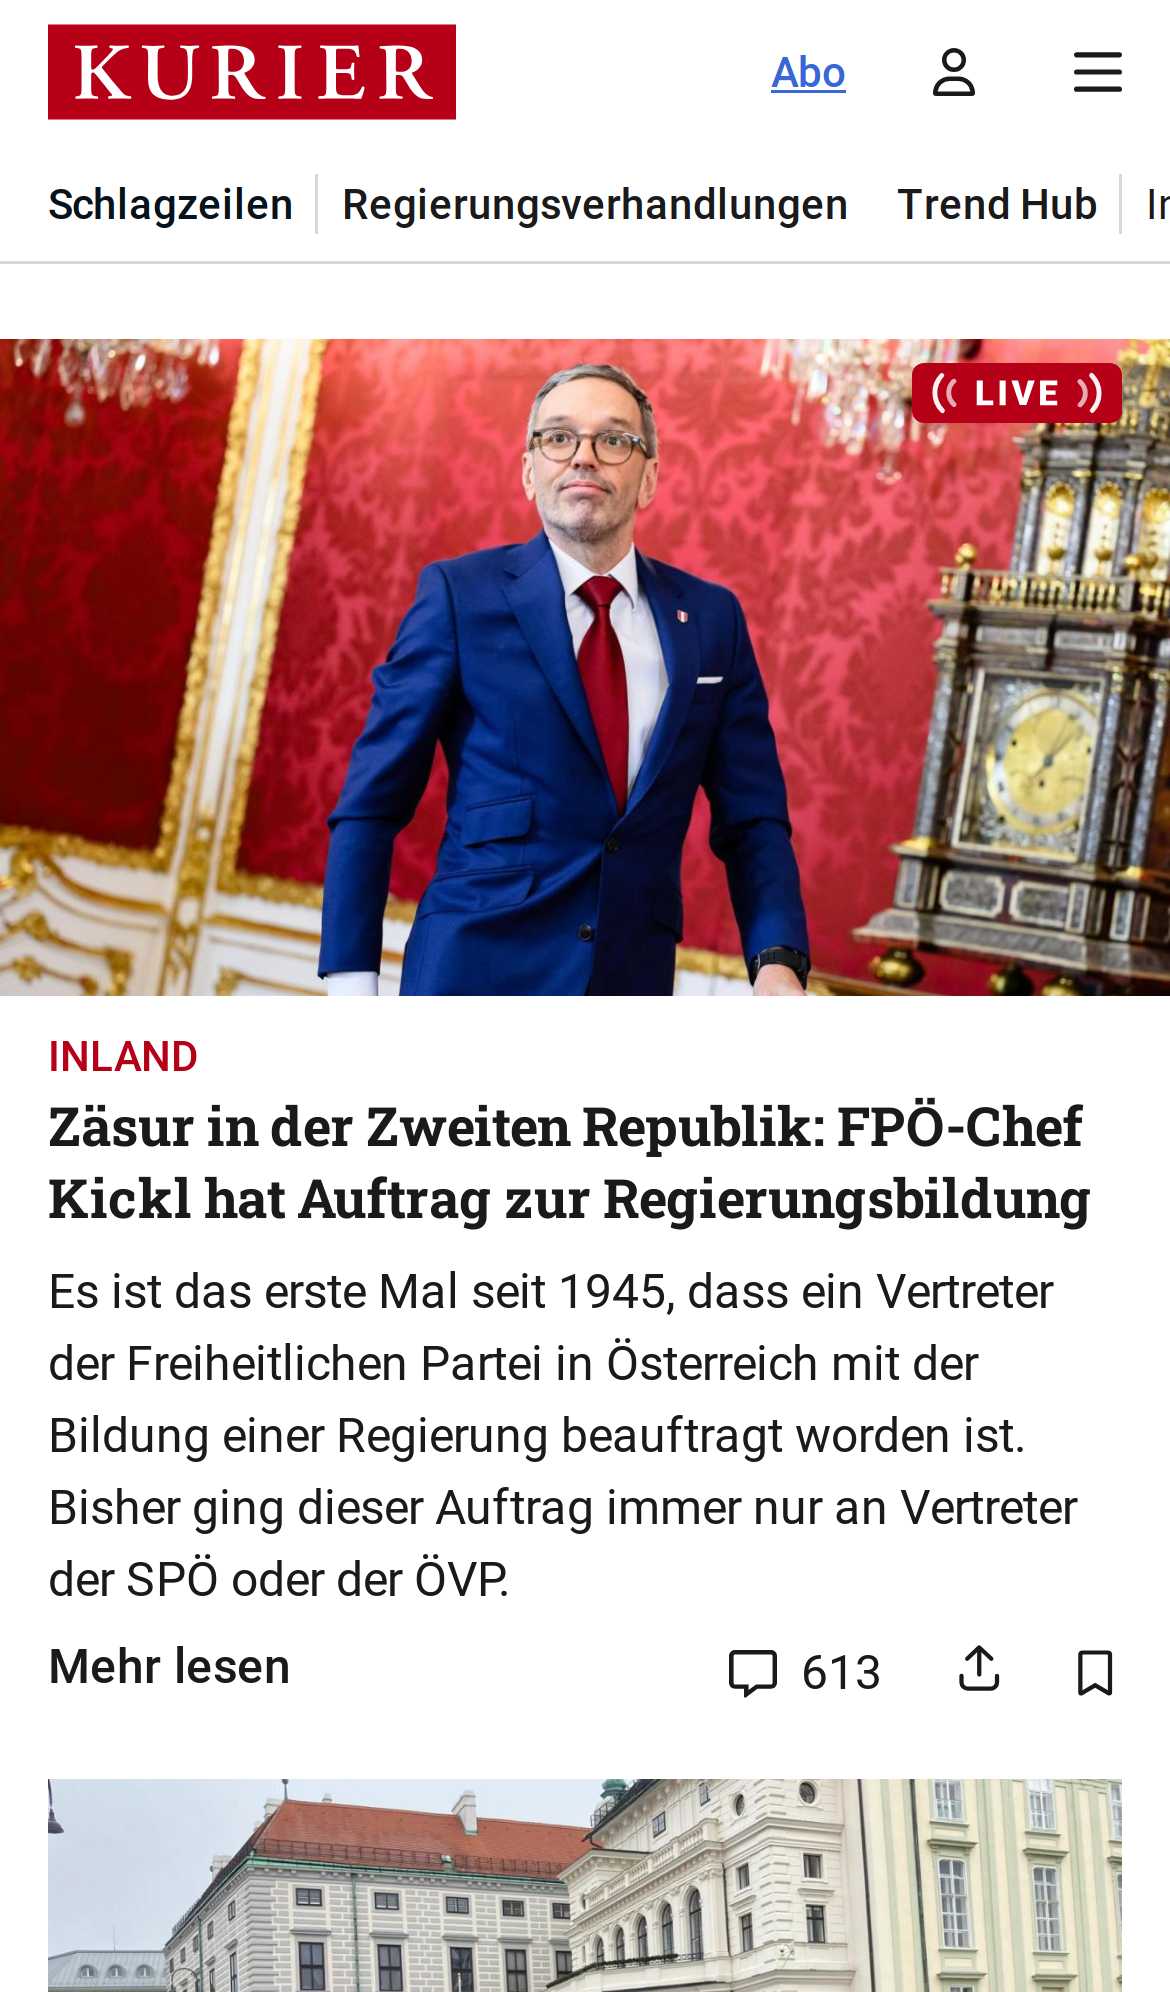 KURIER
Abo
Schlagzeilen
Regierungsverhandlungen
Trend Hub
LIVE
INLAND
Zäsur in der Zweiten Republik: FPÖ-Chef
Kickl hat Auftrag zur Regierungsbildung
Es ist das erste Mal seit 1945, dass ein Vertreter
der Freiheitlichen Partei in Österreich mit der
Bildung einer Regierung beauftragt worden ist.
Bisher ging dieser Auftrag immer nur an Vertreter
der SPÖ oder der ÖVP.
Mehr lesen
613